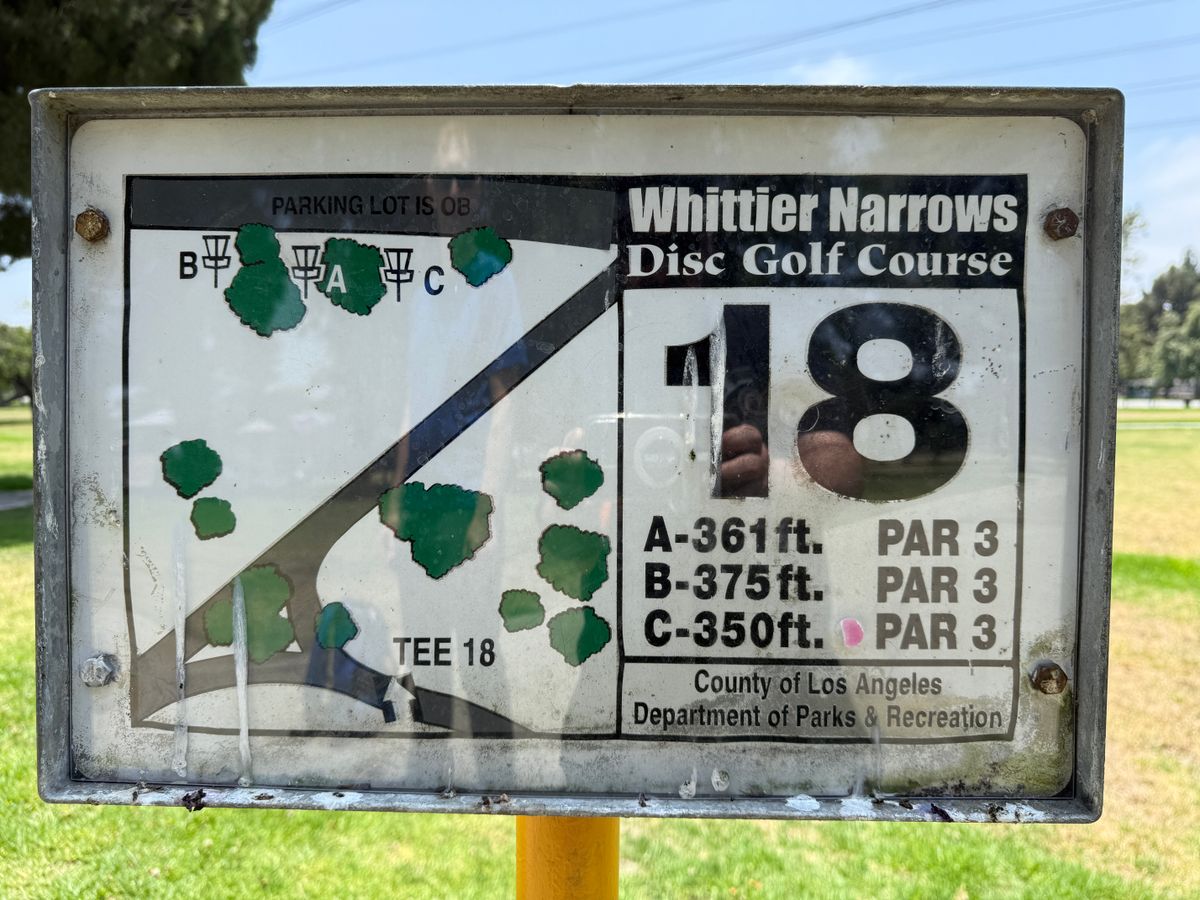 PARKING LOT IS OB
B A C
TEE 18
Whittier Narrows
Disc Golf Course
18
A-361ft. PAR 3
B-375ft. PAR 3
C-350ft. PAR 3
County of Los Angeles
Department of Parks & Recreation